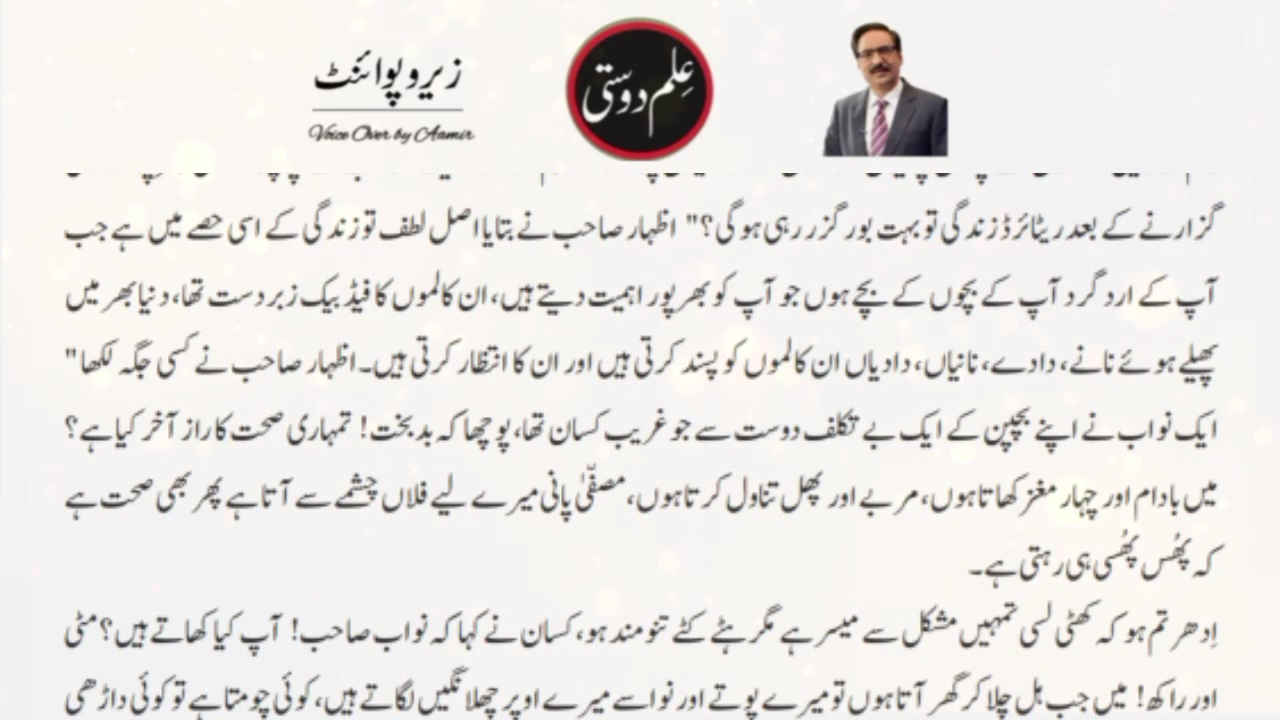 زیرو پوائنٹ
Voice Over by Aamir
عِلم دوستی
گزارنے کے بعد ریٹائرڈ زندگی تو بہت بور گزر رہی ہوگی؟" اظہار صاحب نے بتایا اصل لطف تو زندگی کے اسی حصے میں ہے جب
آپ کے ارد گرد آپ کے بچوں کے بچے ہوں جو آپ کو بھرپور اہمیت دیتے ہیں، ان کالموں کا فیڈ بیک زبردست تھا، دنیا بھر میں
پھیلے ہوئے نانے، دادے، نانیاں، دادیاں ان کالموں کو پسند کرتی ہیں اور ان کا انتظار کرتی ہیں۔ اظہار صاحب نے کسی جگہ لکھا"
ایک نواب نے اپنے بچپن کے ایک بے تکلف دوست سے جو غریب کسان تھا، پوچھا کہ بدبخت! تمہاری صحت کا راز آخر کیا ہے؟
میں بادام اور چہار مغز کھاتا ہوں، مربے اور پھل تناول کرتا ہوں، مصفّیٰ پانی میرے لیے فلاں چشمے سے آتا ہے پھر بھی صحت ہے
کہ پھُس پھُسی ہی رہتی ہے۔
اِدھر تم ہو کہ کھٹی لسی تمہیں مشکل سے میسر ہے مگر ہٹے کٹے تنومند ہو، کسان نے کہا کہ نواب صاحب! آپ کیا کھاتے ہیں؟ مٹی
اور راکھ! میں جب ہل چلا کر گھر آتا ہوں تو میرے پوتے اور نواسے میرے اوپر چھلانگیں لگاتے ہیں، کوئی چومتا ہے تو کوئی داڑھی